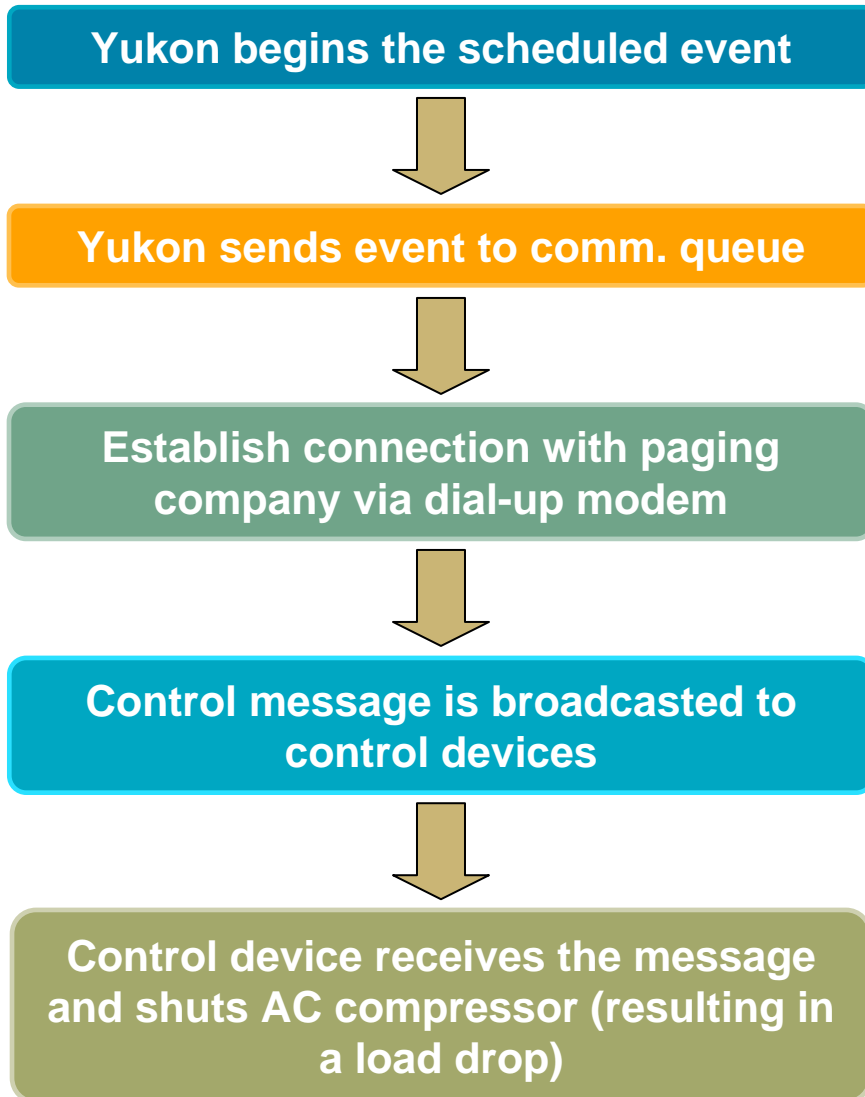 Yukon begins the scheduled event
Yukon sends event to comm. queue
Establish connection with paging
company via dial-up modem
Control message is broadcasted to
control devices
Control device receives the message
and shuts AC compressor (resulting in
a load drop)